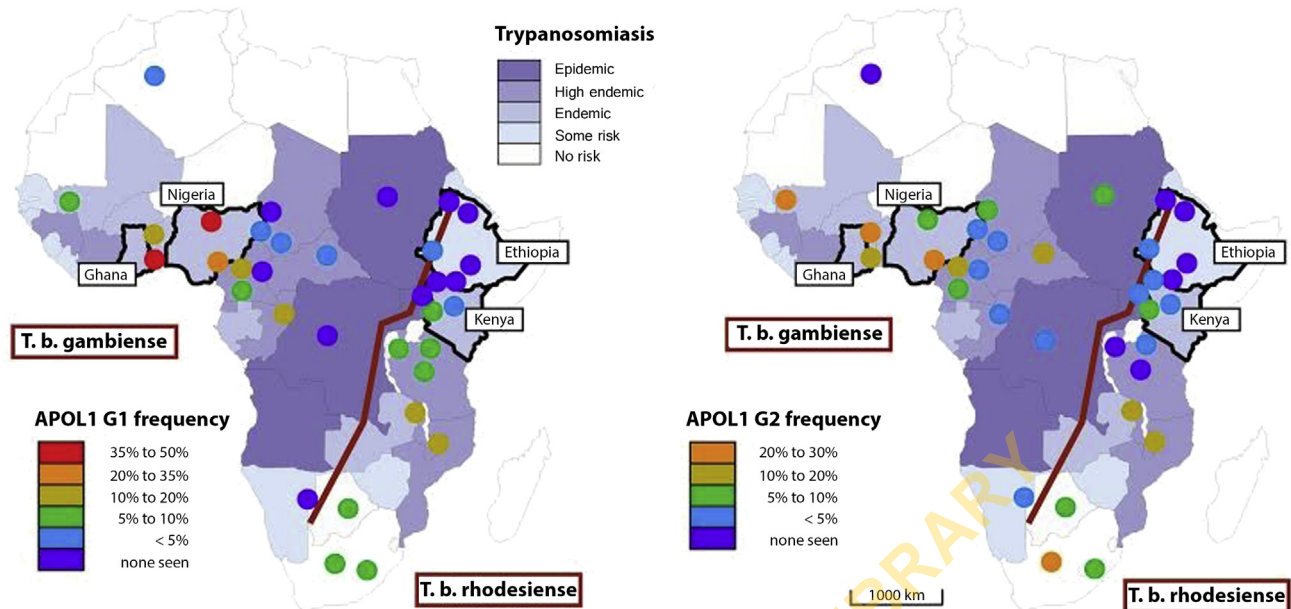 Trypanosomiasis
Epidemic
High endemic
Endemic
Some risk
No risk
Nigeria
Ghana
Ethiopia
Kenya
T. b. gambiense
APOL1 G1 frequency
35% to 50%
20% to 35%
10% to 20%
5% to 10%
< 5%
none seen
T. b. rhodesiense
Nigeria
Ghana
Ethiopia
Kenya
T. b. gambiense
APOL1 G2 frequency
20% to 30%
10% to 20%
5% to 10%
< 5%
none seen
1000 km
T. b. rhodesiense
BRARY